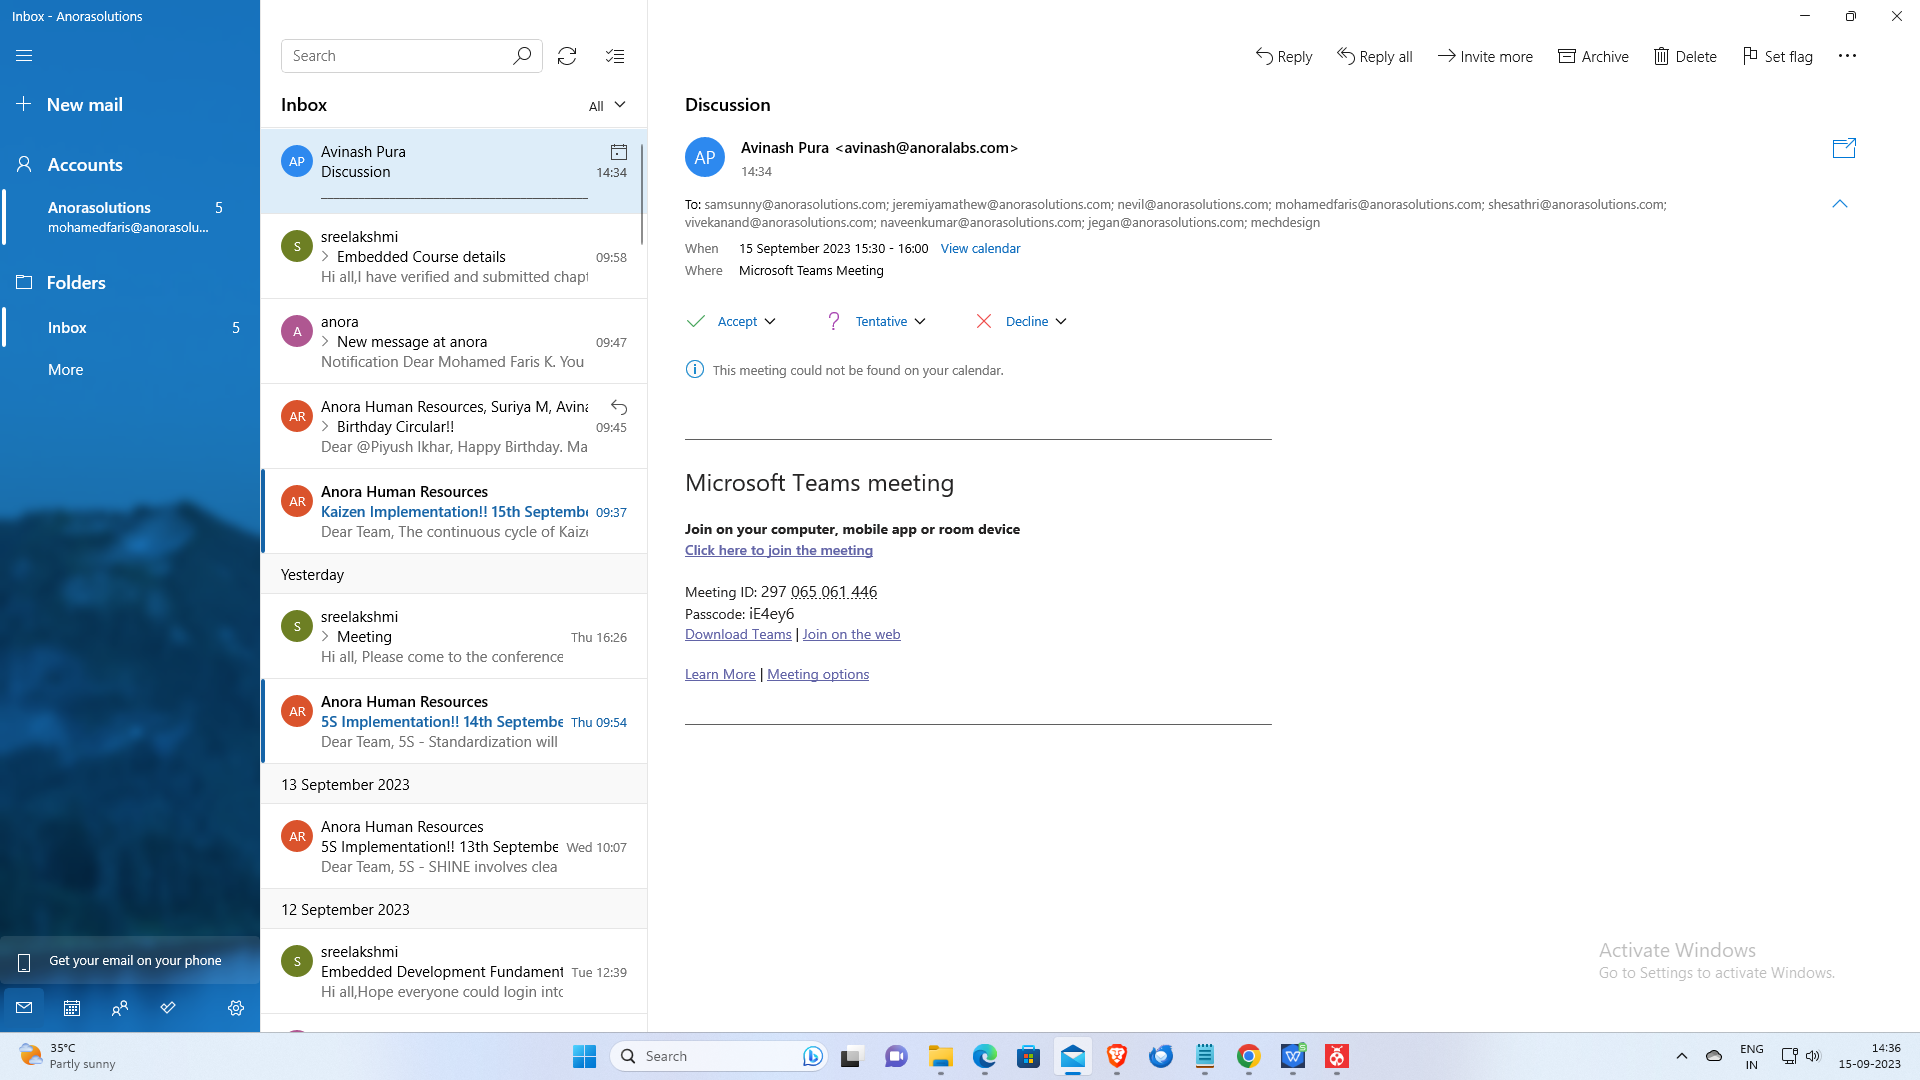 Inbox - Anorasolutions
New mail
Accounts
Anorasolutions 5
mohamedfaris@anorasolu...
Folders
Inbox 5
More
Get your email on your phone
Search
Inbox
All
AP Avinash Pura
Discussion 14:34
S sreelakshmi
Embedded Course details 09:58
Hi all,I have verified and submitted chapt
A anora
New message at anora 09:47
Notification Dear Mohamed Faris K. You
AR Anora Human Resources, Suriya M, Avina
Birthday Circular!! 09:45
Dear @Piyush Ikhar, Happy Birthday. Ma
AR Anora Human Resources
Kaizen Implementation!! 15th Septembe 09:37
Dear Team, The continuous cycle of Kaize
Yesterday
S sreelakshmi
Meeting Thu 16:26
Hi all, Please come to the conference
AR Anora Human Resources
5S Implementation!! 14th Septembe Thu 09:54
Dear Team, 5S - Standardization will
13 September 2023
AR Anora Human Resources
5S Implementation!! 13th Septembe Wed 10:07
Dear Team, 5S - SHINE involves clea
12 September 2023
S sreelakshmi
Embedded Development Fundament Tue 12:39
Hi all,Hope everyone could login into
Reply Reply all Invite more Archive Delete Set flag
Discussion
AP Avinash Pura <avinash@anoralabs.com>
14:34
To: samsunny@anorasolutions.com; jeremiyamathew@anorasolutions.com; nevil@anorasolutions.com; mohamedfaris@anorasolutions.com; shesathri@anorasolutions.com;
vivekanand@anorasolutions.com; naveenkumar@anorasolutions.com; jegan@anorasolutions.com; mechdesign
When 15 September 2023 15:30 - 16:00 View calendar
Where Microsoft Teams Meeting
Accept Tentative Decline
This meeting could not be found on your calendar.
Microsoft Teams meeting
Join on your computer, mobile app or room device
Click here to join the meeting
Meeting ID: 297 065 061 446
Passcode: iE4ey6
Download Teams | Join on the web
Learn More | Meeting options
Activate Windows
Go to Settings to activate Windows.
35°C
Partly sunny
Search
ENG
IN
14:36
15-09-2023